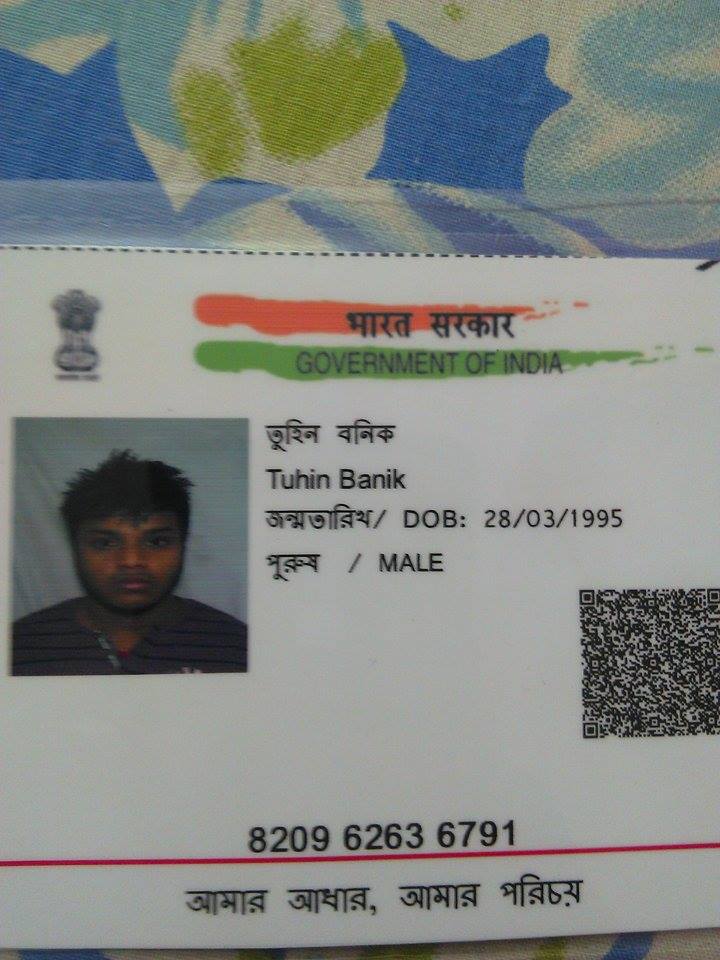 भारत सरकार
GOVERNMENT OF INDIA
তুহিন বনিক
Tuhin Banik
জন্মতারিখ/ DOB: 28/03/1995
পুরুষ / MALE
8209 6263 6791
আমার আধার, আমার পরিচয়